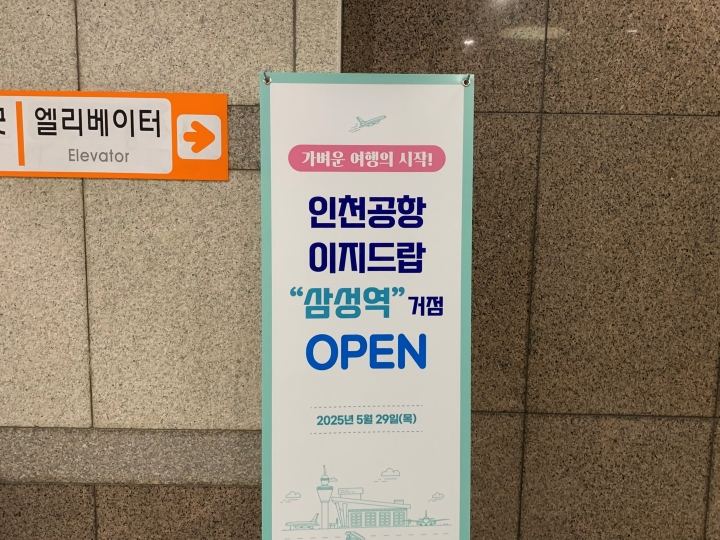 엘리베이터
Elevator
가벼운 여행의 시작!
인천공항
이지드랍
“삼성역” 거점
OPEN
2025년 5월 29일(목)